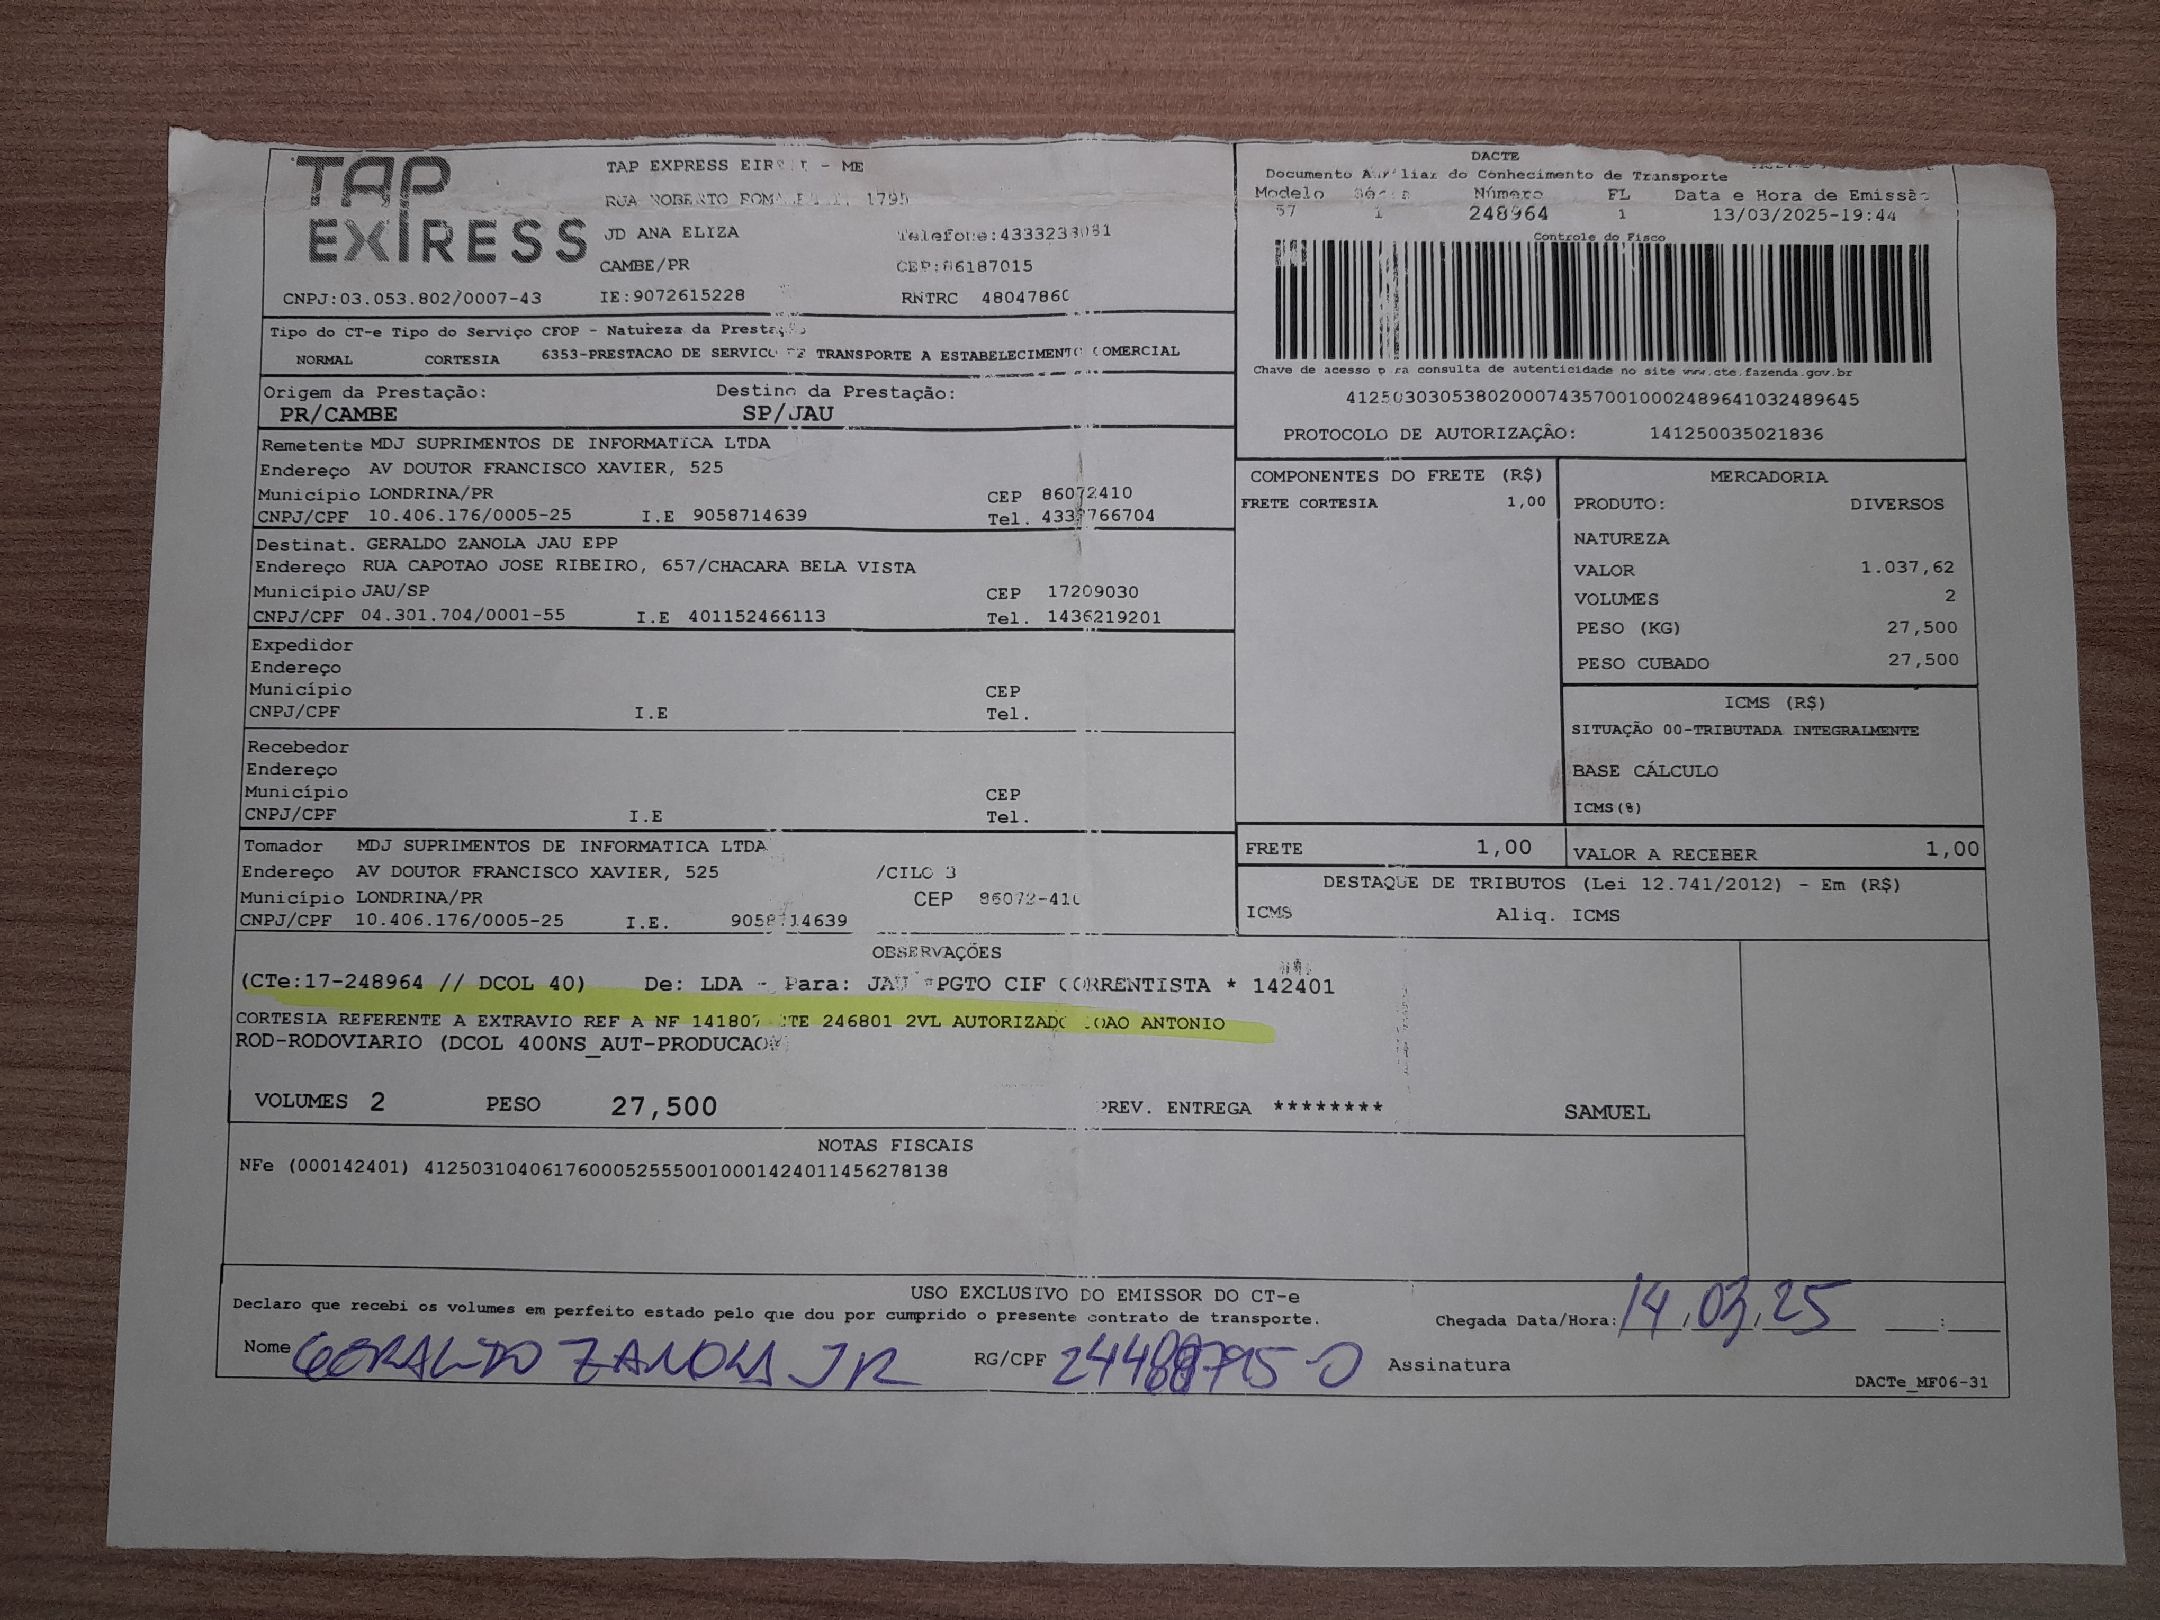 TAP EXPRESS
TAP EXPRESS - ME
1795
JD ANA ELIZA
CAMBE/PR CEP:86187015
CNPJ:03.053.802/0007-43 IE:9072615228 RNTRC 48047860
Tipo do CT-e Tipo do Serviço CFOP - Natureza da Prestação
NORMAL CORTESIA 6353-PRESTACAO DE SERVICO DE TRANSPORTE A ESTABELECIMENTO COMERCIAL
Origem da Prestação: Destino da Prestação:
PR/CAMBE SP/JAU
Remetente MDJ SUPRIMENTOS DE INFORMATICA LTDA
Endereço AV DOUTOR FRANCISCO XAVIER, 525
Município LONDRINA/PR CEP 86072410
CNPJ/CPF 10.406.176/0005-25 I.E 9058714639 Tel.
Destinat. GERALDO ZANOLA JAU EPP
Endereço RUA CAPOTAO JOSE RIBEIRO, 657/CHACARA BELA VISTA
Município JAU/SP CEP 17209030
CNPJ/CPF 04.301.704/0001-55 I.E 401152466113 Tel. 1436219201
Expedidor
Endereço
Município CEP
CNPJ/CPF I.E Tel.
Recebedor
Endereço
Município CEP
CNPJ/CPF I.E Tel.
Tomador MDJ SUPRIMENTOS DE INFORMATICA LTDA
Endereço AV DOUTOR FRANCISCO XAVIER, 525 /CILO 3
Município LONDRINA/PR CEP 86072-410
CNPJ/CPF 10.406.176/0005-25 I.E. 9058714639
DACTE
Documento Auxiliar do Conhecimento de Transporte
Modelo Série Número FL Data e Hora de Emissão
57 1 248964 1 13/03/2025-19:44
Controle do Fisco
Chave de acesso para consulta de autenticidade no site www.cte.fazenda.gov.br
41250303053802000743570010002489641032489645
PROTOCOLO DE AUTORIZAÇÃO: 141250035021836
COMPONENTES DO FRETE (R$)
FRETE CORTESIA 1,00
MERCADORIA
PRODUTO: DIVERSOS
NATUREZA
VALOR 1.037,62
VOLUMES 2
PESO (KG) 27,500
PESO CUBADO 27,500
ICMS (R$)
SITUAÇÃO 00-TRIBUTADA INTEGRALMENTE
BASE CÁLCULO
ICMS(%)
FRETE 1,00 VALOR A RECEBER 1,00
DESTAQUE DE TRIBUTOS (Lei 12.741/2012) - Em (R$)
ICMS Aliq. ICMS
OBSERVAÇÕES
(CTe:17-248964 // DCOL 40) De: LDA - Para: JAU *PGTO CIF CORRENTISTA * 142401
CORTESIA REFERENTE A EXTRAVIO REF A NF 141807 CTE 246801 2VL AUTORIZADO JOAO ANTONIO
ROD-RODOVIARIO (DCOL 400NS_AUT-PRODUCAO)
VOLUMES 2 PESO 27,500 PREV. ENTREGA ******** SAMUEL
NOTAS FISCAIS
NFe (000142401) 41250310406176000525550010001424011456278138
USO EXCLUSIVO DO EMISSOR DO CT-e
Declaro que recebi os volumes em perfeito estado pelo que dou por cumprido o presente contrato de transporte.
Chegada Data/Hora: 14.03.25 :
Nome GERALDO ZANOLA JR RG/CPF 24488795-0 Assinatura
DACTe_MF06-31